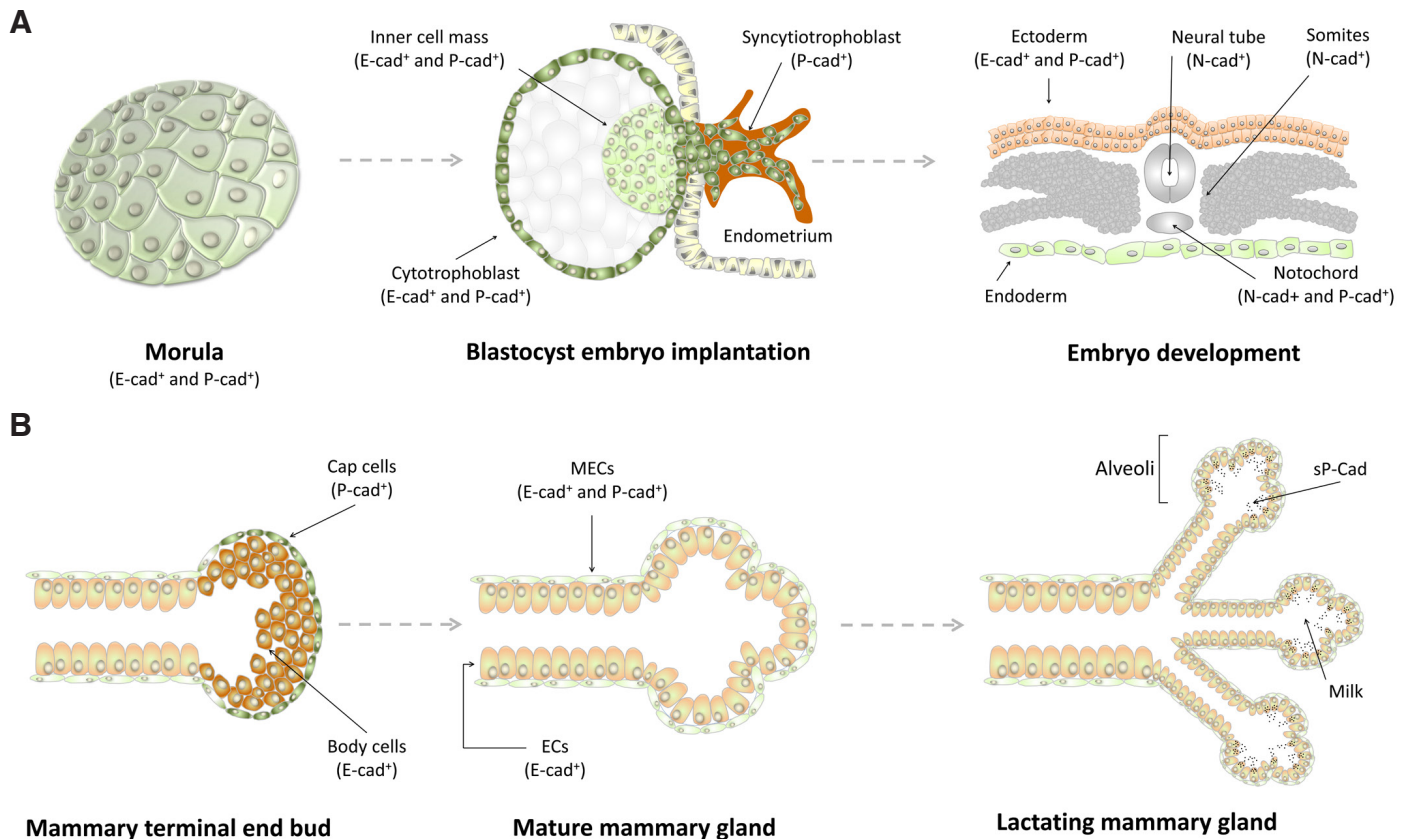 A
Inner cell mass
(E-cad⁺ and P-cad⁺)
Syncytiotrophoblast
(P-cad⁺)
Ectoderm
(E-cad⁺ and P-cad⁺)
Neural tube
(N-cad⁺)
Somites
(N-cad⁺)
Endometrium
Cytotrophoblast
(E-cad⁺ and P-cad⁺)
Endoderm
Notochord
(N-cad+ and P-cad⁺)
Morula
(E-cad⁺ and P-cad⁺)
Blastocyst embryo implantation
Embryo development
B
Cap cells
(P-cad⁺)
MECs
(E-cad⁺ and P-cad⁺)
Alveoli
sP-Cad
Body cells
(E-cad⁺)
ECs
(E-cad⁺)
Milk
Mammary terminal end bud
Mature mammary gland
Lactating mammary gland